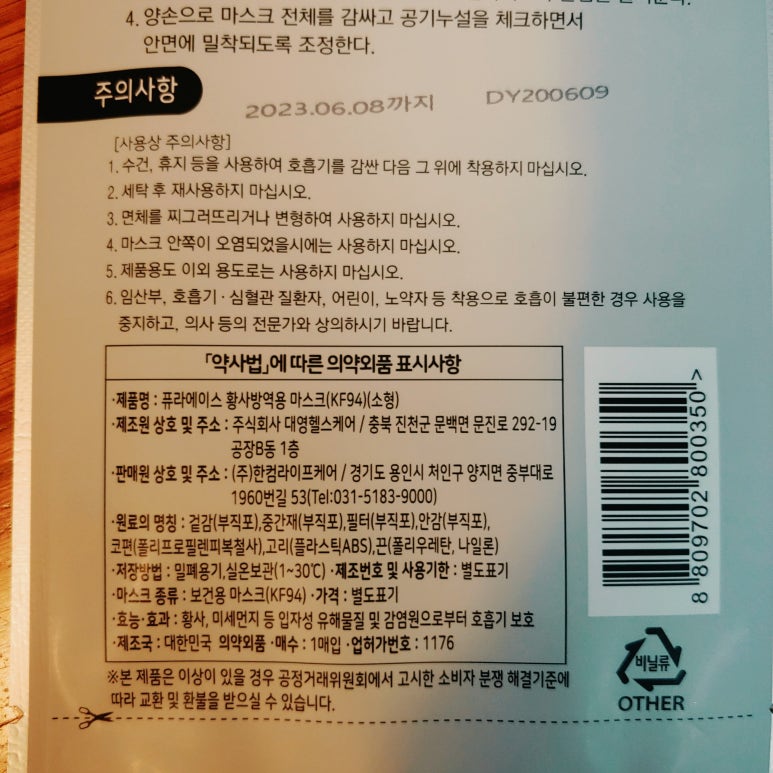 4. 양손으로 마스크 전체를 감싸고 공기누설을 체크하면서
안면에 밀착되도록 조정한다.
주의사항
2023.06.08까지 DY200609
[사용상 주의사항]
1. 수건, 휴지 등을 사용하여 호흡기를 감싼 다음 그 위에 착용하지 마십시오.
2. 세탁 후 재사용하지 마십시오.
3. 면체를 찌그러뜨리거나 변형하여 사용하지 마십시오.
4. 마스크 안쪽이 오염되었을시에는 사용하지 마십시오.
5. 제품용도 이외 용도로는 사용하지 마십시오.
6. 임산부, 호흡기·심혈관 질환자, 어린이, 노약자 등 착용으로 호흡이 불편한 경우 사용을
중지하고, 의사 등의 전문가와 상의하시기 바랍니다.
「약사법」에 따른 의약외품 표시사항
·제품명 : 퓨라에이스 황사방역용 마스크(KF94)(소형)
·제조원 상호 및 주소 : 주식회사 대영헬스케어 / 충북 진천군 문백면 문진로 292-19
공장B동 1층
·판매원 상호 및 주소 : (주)한컴라이프케어 / 경기도 용인시 처인구 양지면 중부대로
1960번길 53(Tel:031-5183-9000)
·원료의 명칭 : 겉감(부직포),중간재(부직포),필터(부직포),안감(부직포),
코편(폴리프로필렌피복철사),고리(플라스틱ABS),끈(폴리우레탄, 나일론)
·저장방법 : 밀폐용기,실온보관(1~30℃) ·제조번호 및 사용기한 : 별도표기
·마스크 종류 : 보건용 마스크(KF94) ·가격 : 별도표기
·효능·효과 : 황사, 미세먼지 등 입자성 유해물질 및 감염원으로부터 호흡기 보호
·제조국 : 대한민국 의약외품 ·매수 : 1매입 ·업허가번호 : 1176
※본 제품은 이상이 있을 경우 공정거래위원회에서 고시한 소비자 분쟁 해결기준에
따라 교환 및 환불을 받으실 수 있습니다.
8 809702 800350 >
비닐류
OTHER